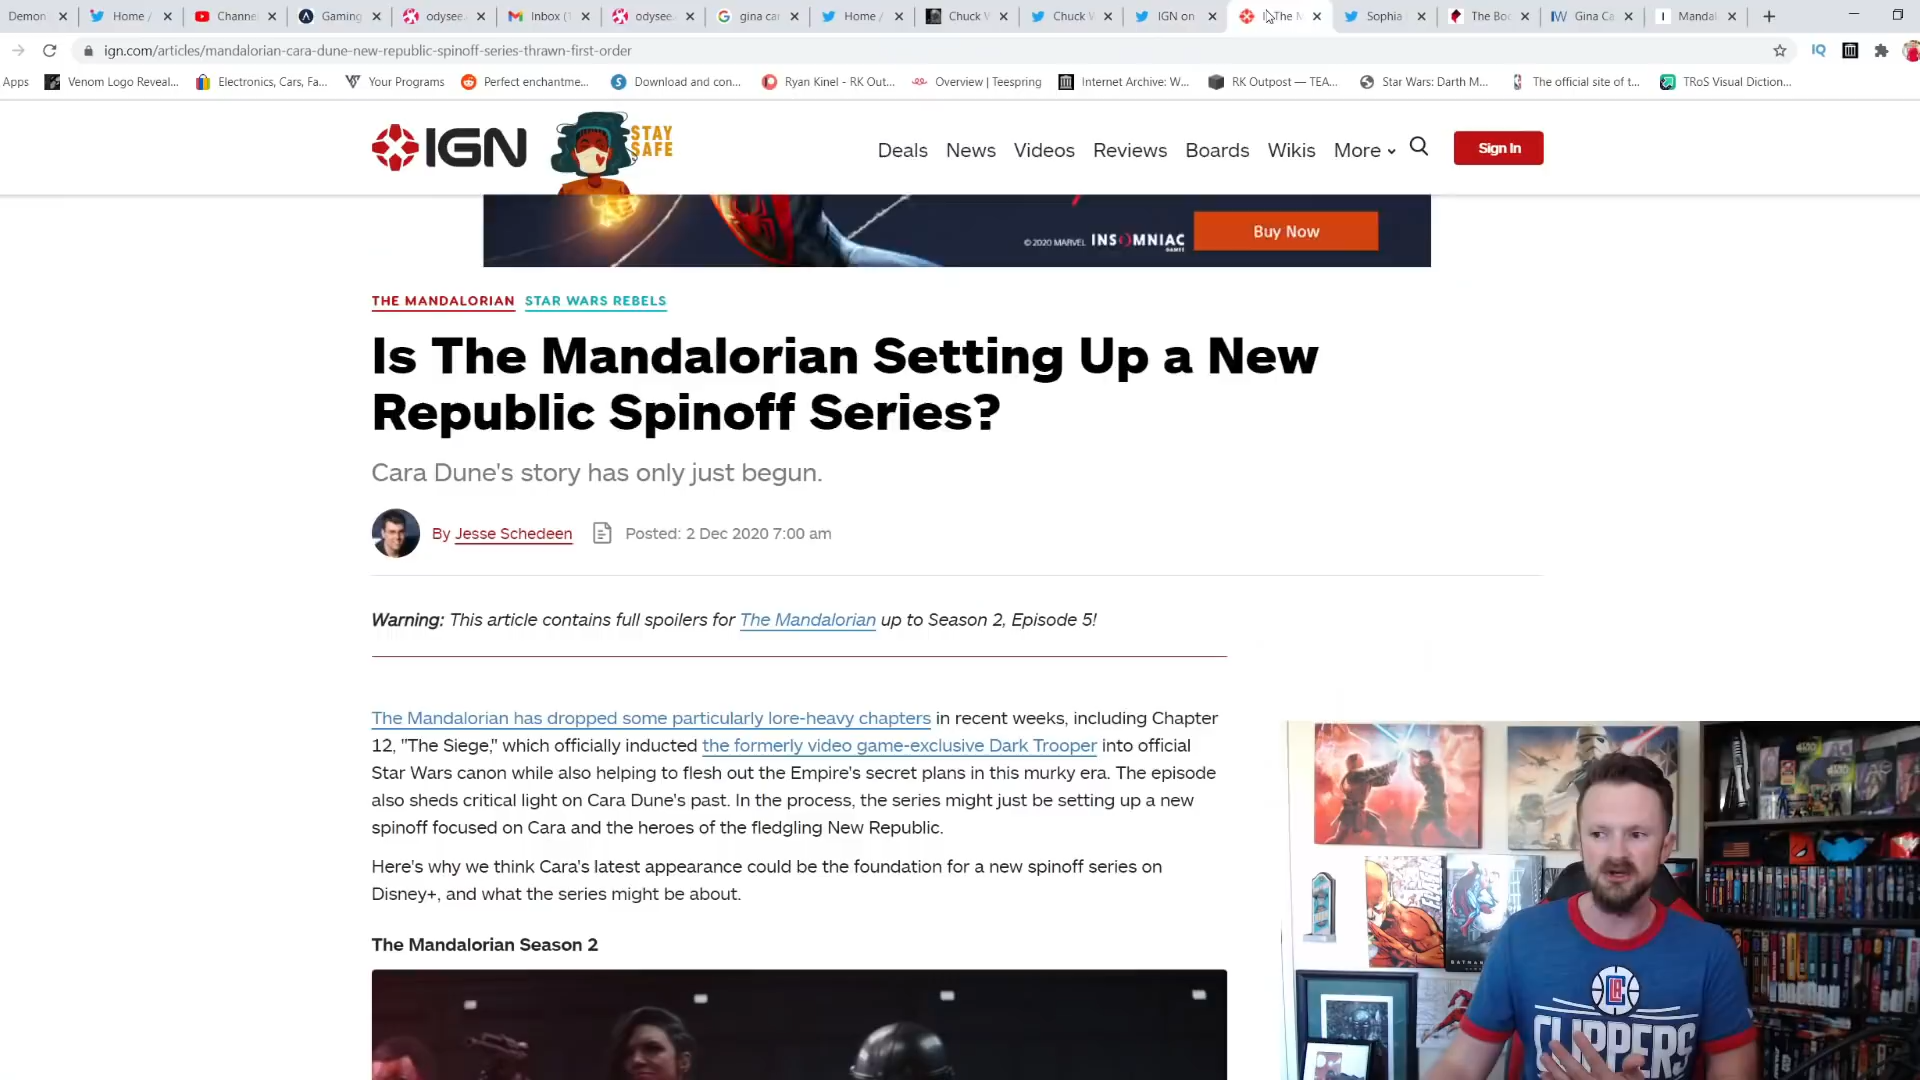 Demon
Home /
Channe
Gaming
odysee.
Inbox (1
odysee.
gina car
Home /
Chuck W
Chuck W
IGN on
The M
Sophia
The Boo
Gina Ca
Mandal
ign.com/articles/mandalorian-cara-dune-new-republic-spinoff-series-thrawn-first-order
IQ
Apps
Venom Logo Reveal...
Electronics, Cars, Fa...
Your Programs
Perfect enchantme...
Download and con...
Ryan Kinel - RK Out...
Overview | Teespring
Internet Archive: W...
RK Outpost — TEA...
Star Wars: Darth M...
The official site of t...
TRoS Visual Diction...
IGN
STAY
SAFE
Deals News Videos Reviews Boards Wikis More
Sign In
© 2020 MARVEL INSOMNIAC
GAMES
Buy Now
THE MANDALORIAN STAR WARS REBELS
Is The Mandalorian Setting Up a New
Republic Spinoff Series?
Cara Dune's story has only just begun.
By Jesse Schedeen Posted: 2 Dec 2020 7:00 am
Warning: This article contains full spoilers for The Mandalorian up to Season 2, Episode 5!
The Mandalorian has dropped some particularly lore-heavy chapters in recent weeks, including Chapter
12, "The Siege," which officially inducted the formerly video game-exclusive Dark Trooper into official
Star Wars canon while also helping to flesh out the Empire's secret plans in this murky era. The episode
also sheds critical light on Cara Dune's past. In the process, the series might just be setting up a new
spinoff focused on Cara and the heroes of the fledgling New Republic.
Here's why we think Cara's latest appearance could be the foundation for a new spinoff series on
Disney+, and what the series might be about.
The Mandalorian Season 2
LA
CLIPPERS